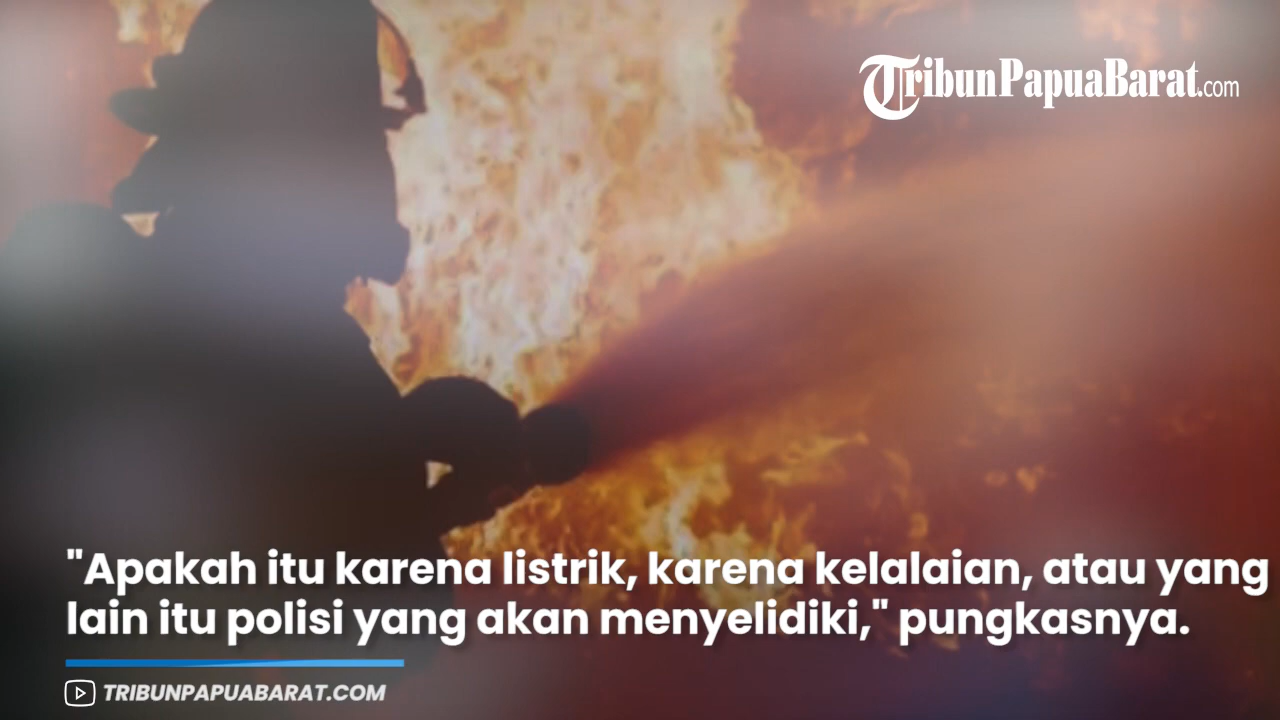 TribunPapuaBarat.com
"Apakah itu karena listrik, karena kelalaian, atau yang
lain itu polisi yang akan menyelidiki," pungkasnya.
TRIBUNPAPUABARAT.COM